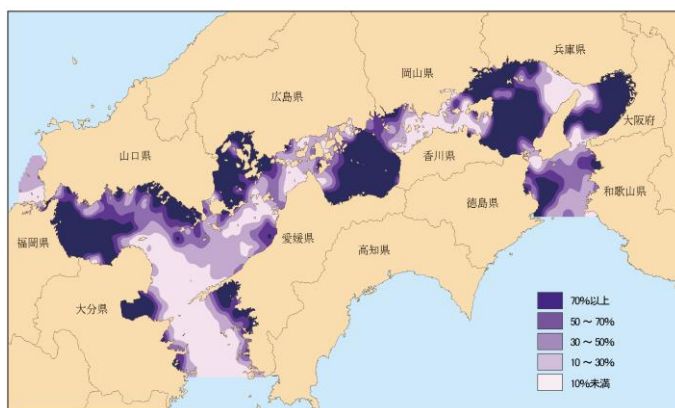 兵庫県
岡山県
広島県
大阪府
山口県
香川県
和歌山県
徳島県
愛媛県
福岡県
高知県
大分県
70%以上
50～70%
30～50%
10～30%
10%未満